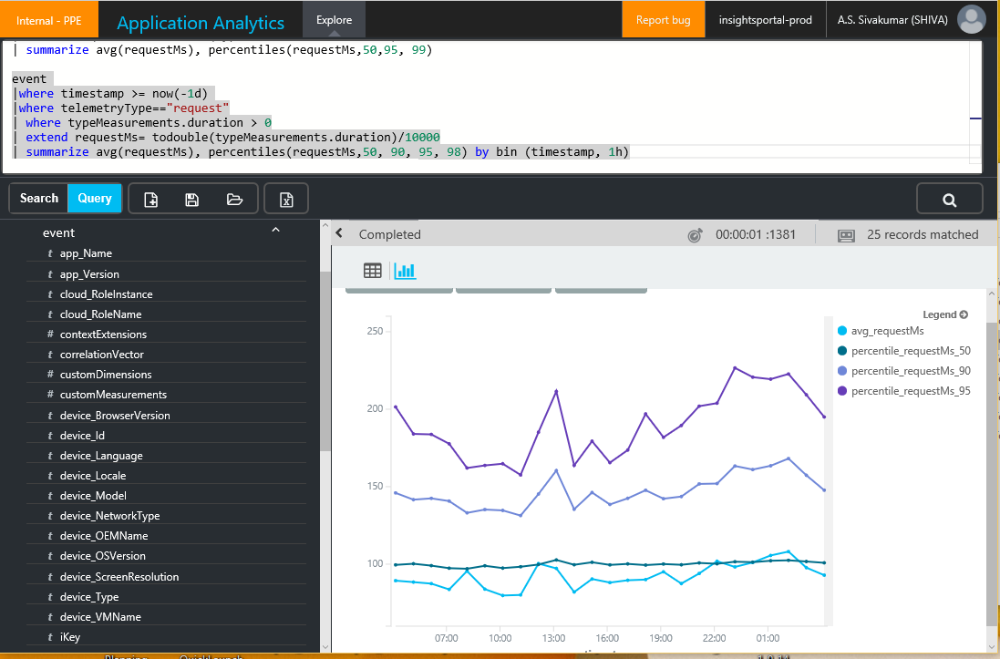 Internal - PPE Application Analytics Explore Report bug insightsportal-prod A.S. Sivakumar (SHIVA)
| summarize avg(requestMs), percentiles(requestMs,50,95, 99)
event
|where timestamp >= now(-1d)
|where telemetryType=="request"
| where typeMeasurements.duration > 0
| extend requestMs= todouble(typeMeasurements.duration)/10000
| summarize avg(requestMs), percentiles(requestMs,50, 90, 95, 98) by bin (timestamp, 1h)
Search Query
event
t app_Name
t app_Version
t cloud_RoleInstance
t cloud_RoleName
# contextExtensions
t correlationVector
# customDimensions
# customMeasurements
t device_BrowserVersion
t device_Id
t device_Language
t device_Locale
t device_Model
t device_NetworkType
t device_OEMName
t device_OSVersion
t device_ScreenResolution
t device_Type
t device_VMName
t iKey
Completed 00:00:01 :1381 25 records matched
Legend
avg_requestMs
percentile_requestMs_50
percentile_requestMs_90
percentile_requestMs_95
250
200
150
100
07:00 10:00 13:00 16:00 19:00 22:00 01:00